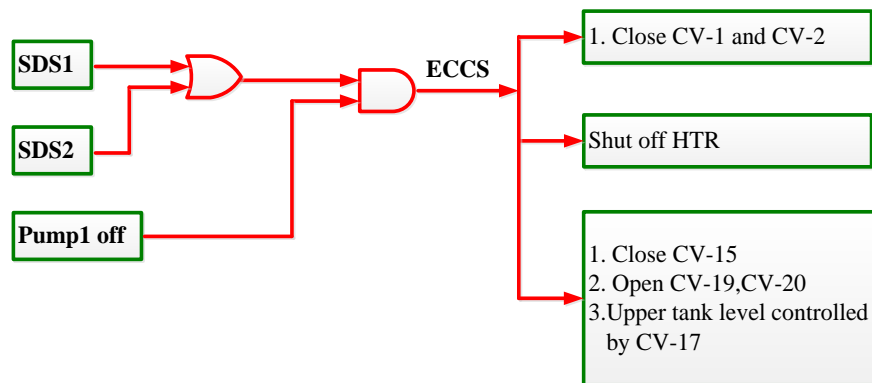 SDS1
SDS2
Pump1 off
ECCS
1. Close CV-1 and CV-2
Shut off HTR
1. Close CV-15
2. Open CV-19,CV-20
3.Upper tank level controlled
by CV-17